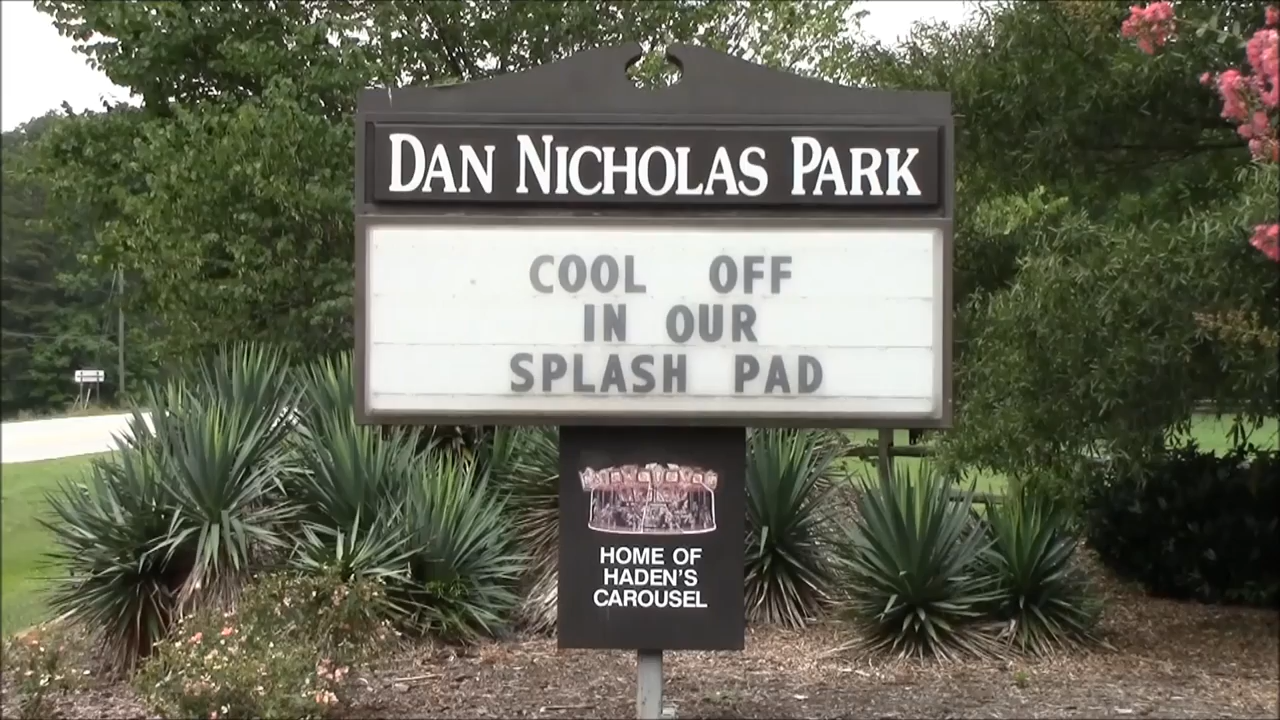 DAN NICHOLAS PARK
COOL OFF
IN OUR
SPLASH PAD
HOME OF
HADEN'S
CAROUSEL